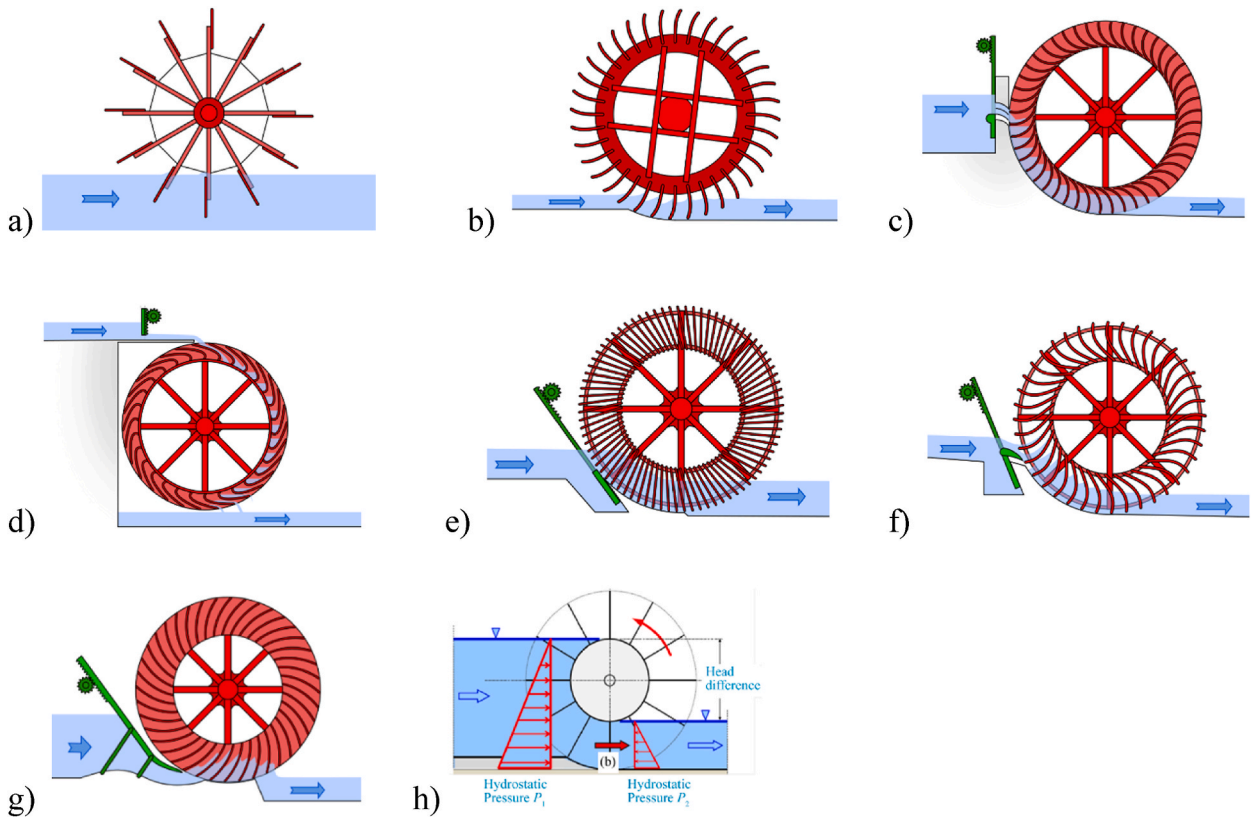 a)
b)
c)
d)
e)
f)
g)
h)
Head
difference
(b)
Hydrostatic
Pressure P1
Hydrostatic
Pressure P2